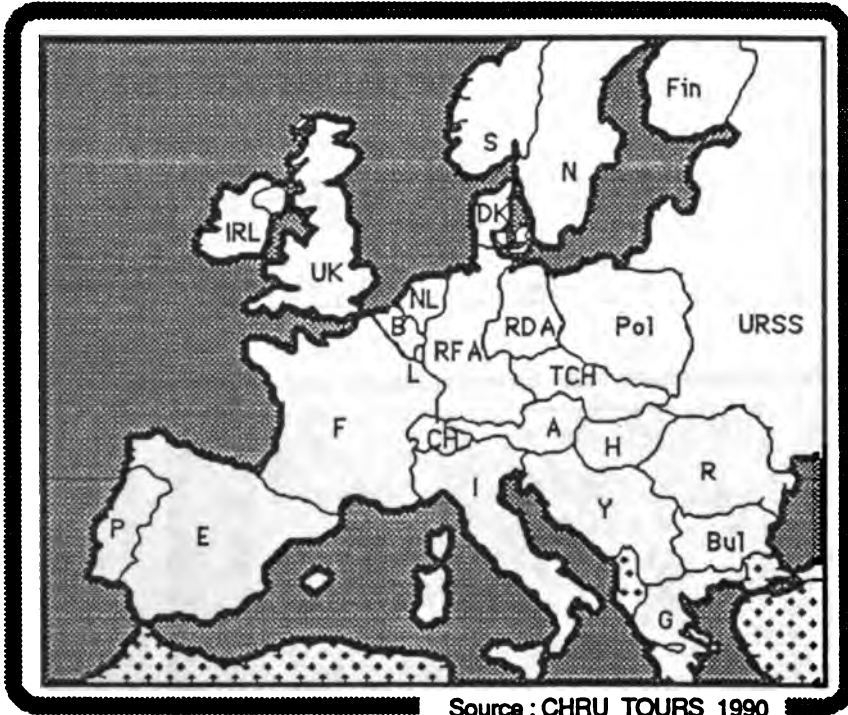 Fin
S
N
DK
IRL
UK
NL
B
RDA
Pol
URSS
RFA
L
TCH
F
CH
A
H
I
R
P
E
Y
Bul
G
Source : CHRU TOURS 1990